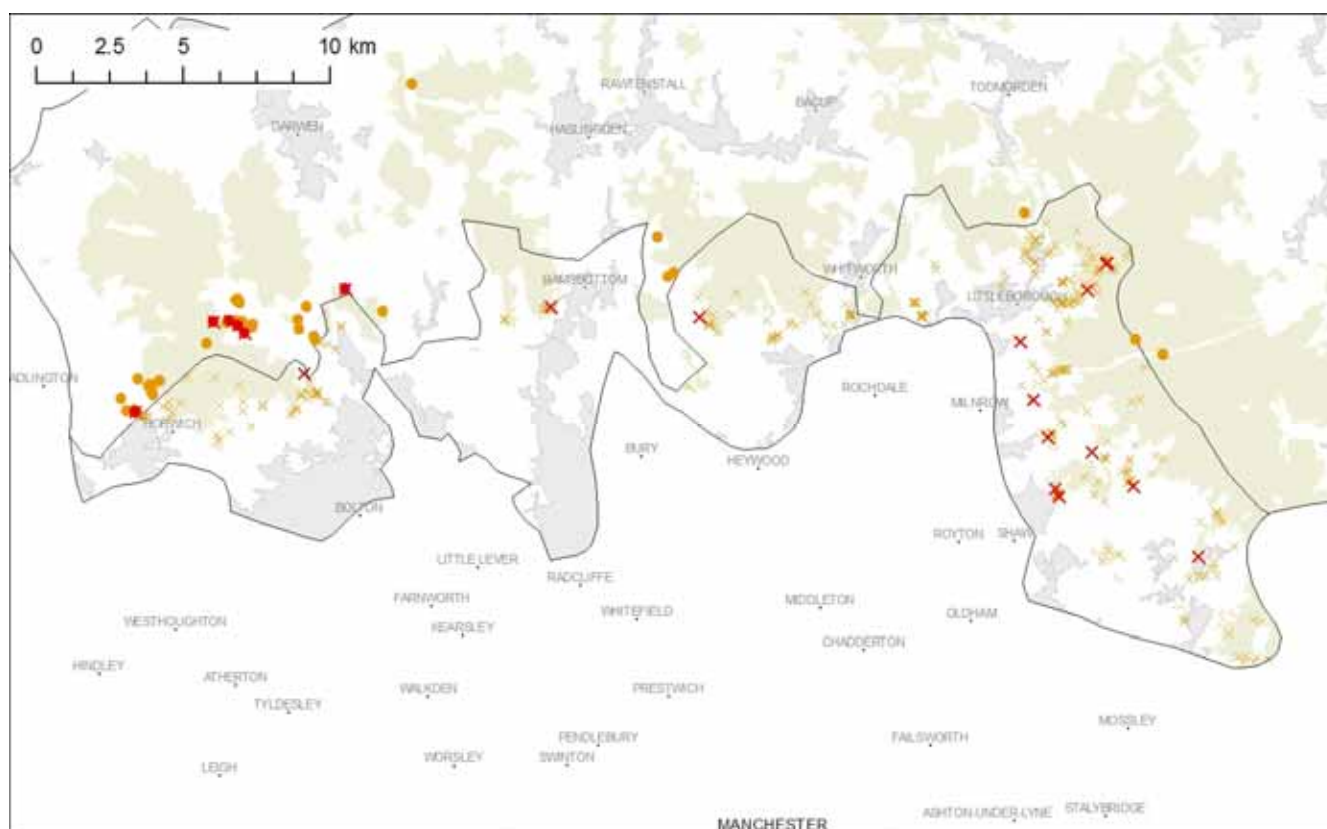 0 2.5 5 10 km
RAWTENSTALL
TODMORDEN
BACUP
DARWEN
HASLINGDEN
WHITWORTH
RAMSBOTTOM
LITTLEBOROUGH
ADLINGTON
ROCHDALE
MILNROW
HORWICH
BURY
HEYWOOD
BOLTON
ROYTON SHAW
LITTLE LEVER
RADCLIFFE
FARNWORTH
WHITEFIELD
MIDDLETON
OLDHAM
WESTHOUGHTON
KEARSLEY
CHADDERTON
HINDLEY
ATHERTON
WALKDEN
PRESTWICH
TYLDESLEY
MOSSLEY
PENDLEBURY
FAILSWORTH
WORSLEY
SWINTON
LEIGH
STALYBRIDGE
ASHTON-UNDER-LYNE
MANCHESTER